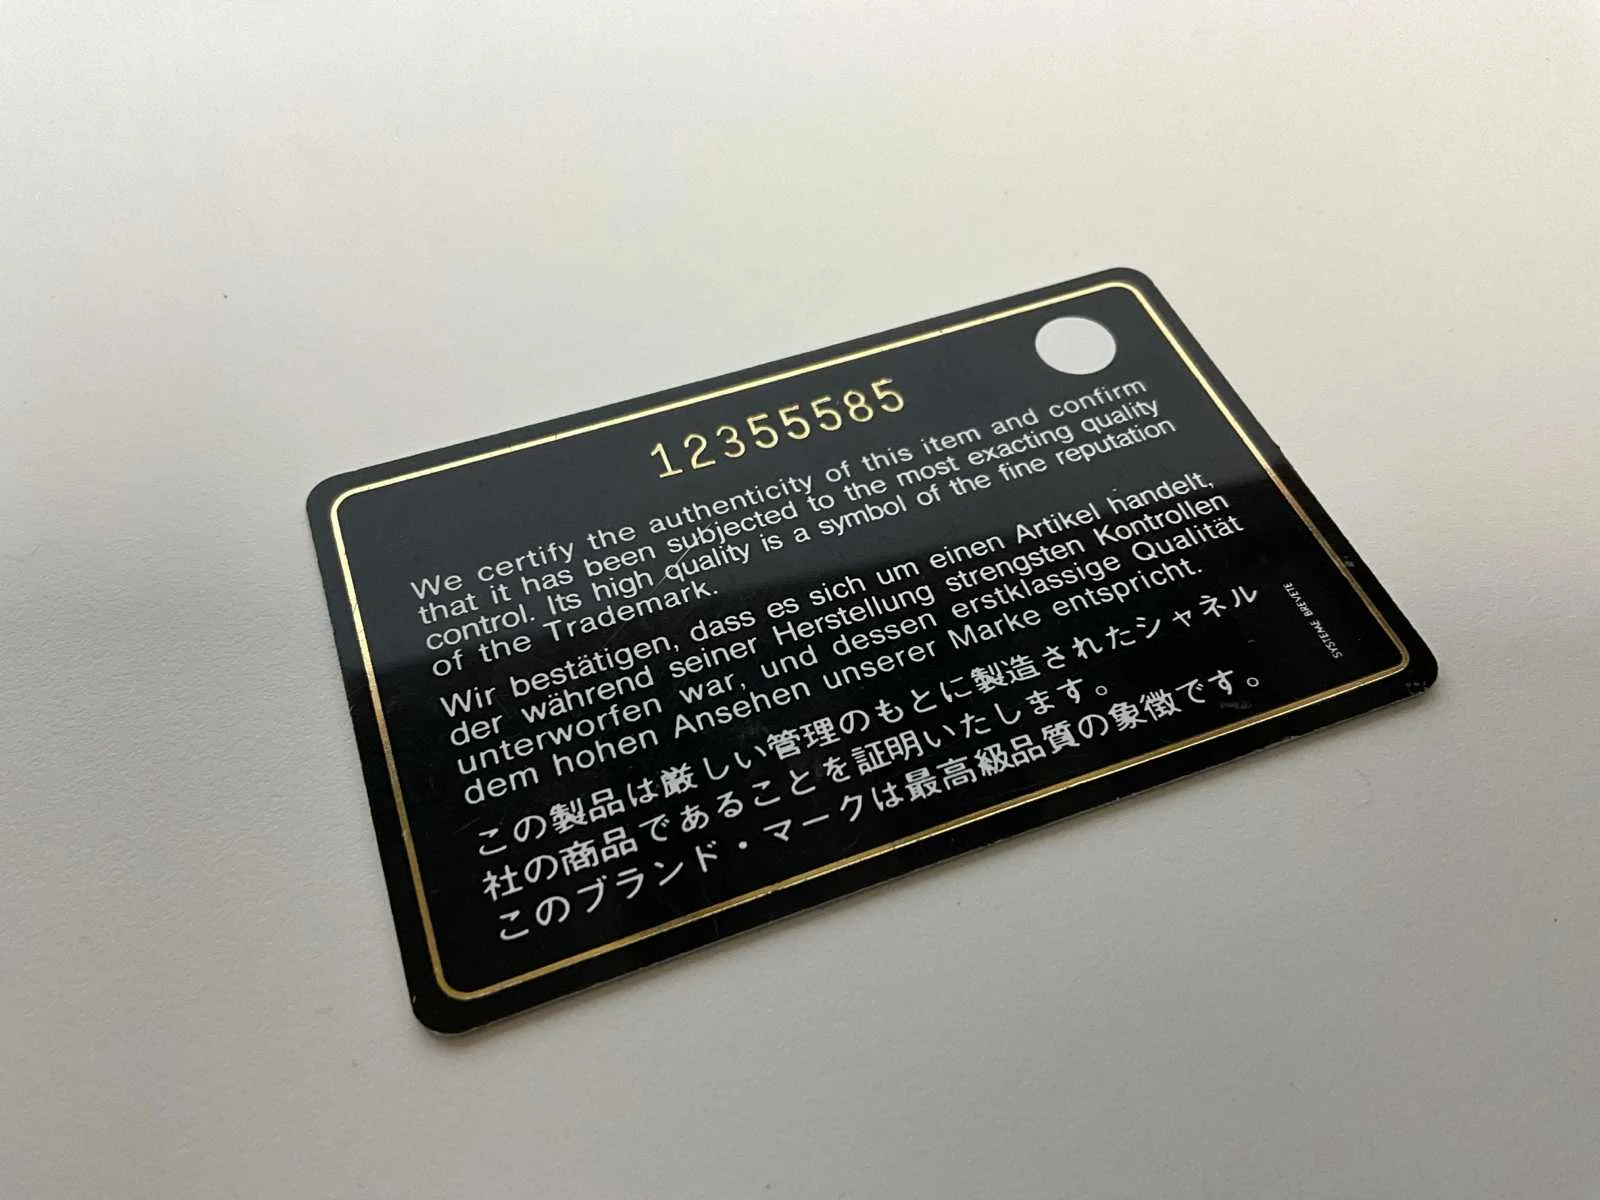 12355585
We certify the authenticity of this item and confirm
that it has been subjected to the most exacting quality
control. Its high quality is a symbol of the fine reputation
of the Trademark.
Wir bestätigen, dass es sich um einen Artikel handelt,
der während seiner Herstellung strengsten Kontrollen
unterworfen war, und dessen erstklassige Qualität
dem hohen Ansehen unserer Marke entspricht.
この製品は厳しい管理のもとに製造されたシャネル
社の商品であることを証明いたします。
このブランド・マークは最高級品質の象徴です。
SYSTEME BREVETE